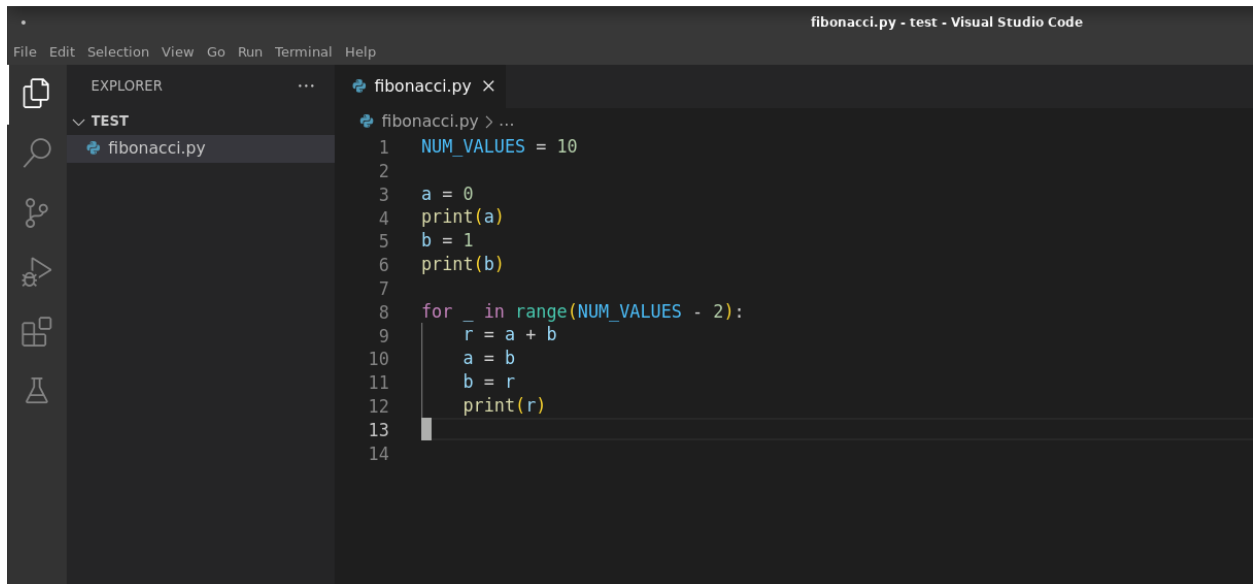 fibonacci.py - test - Visual Studio Code
File Edit Selection View Go Run Terminal Help
EXPLORER ···
TEST
fibonacci.py
fibonacci.py ×
fibonacci.py > ...
1 NUM_VALUES = 10
2
3 a = 0
4 print(a)
5 b = 1
6 print(b)
7
8 for _ in range(NUM_VALUES - 2):
9     r = a + b
10     a = b
11     b = r
12     print(r)
13
14